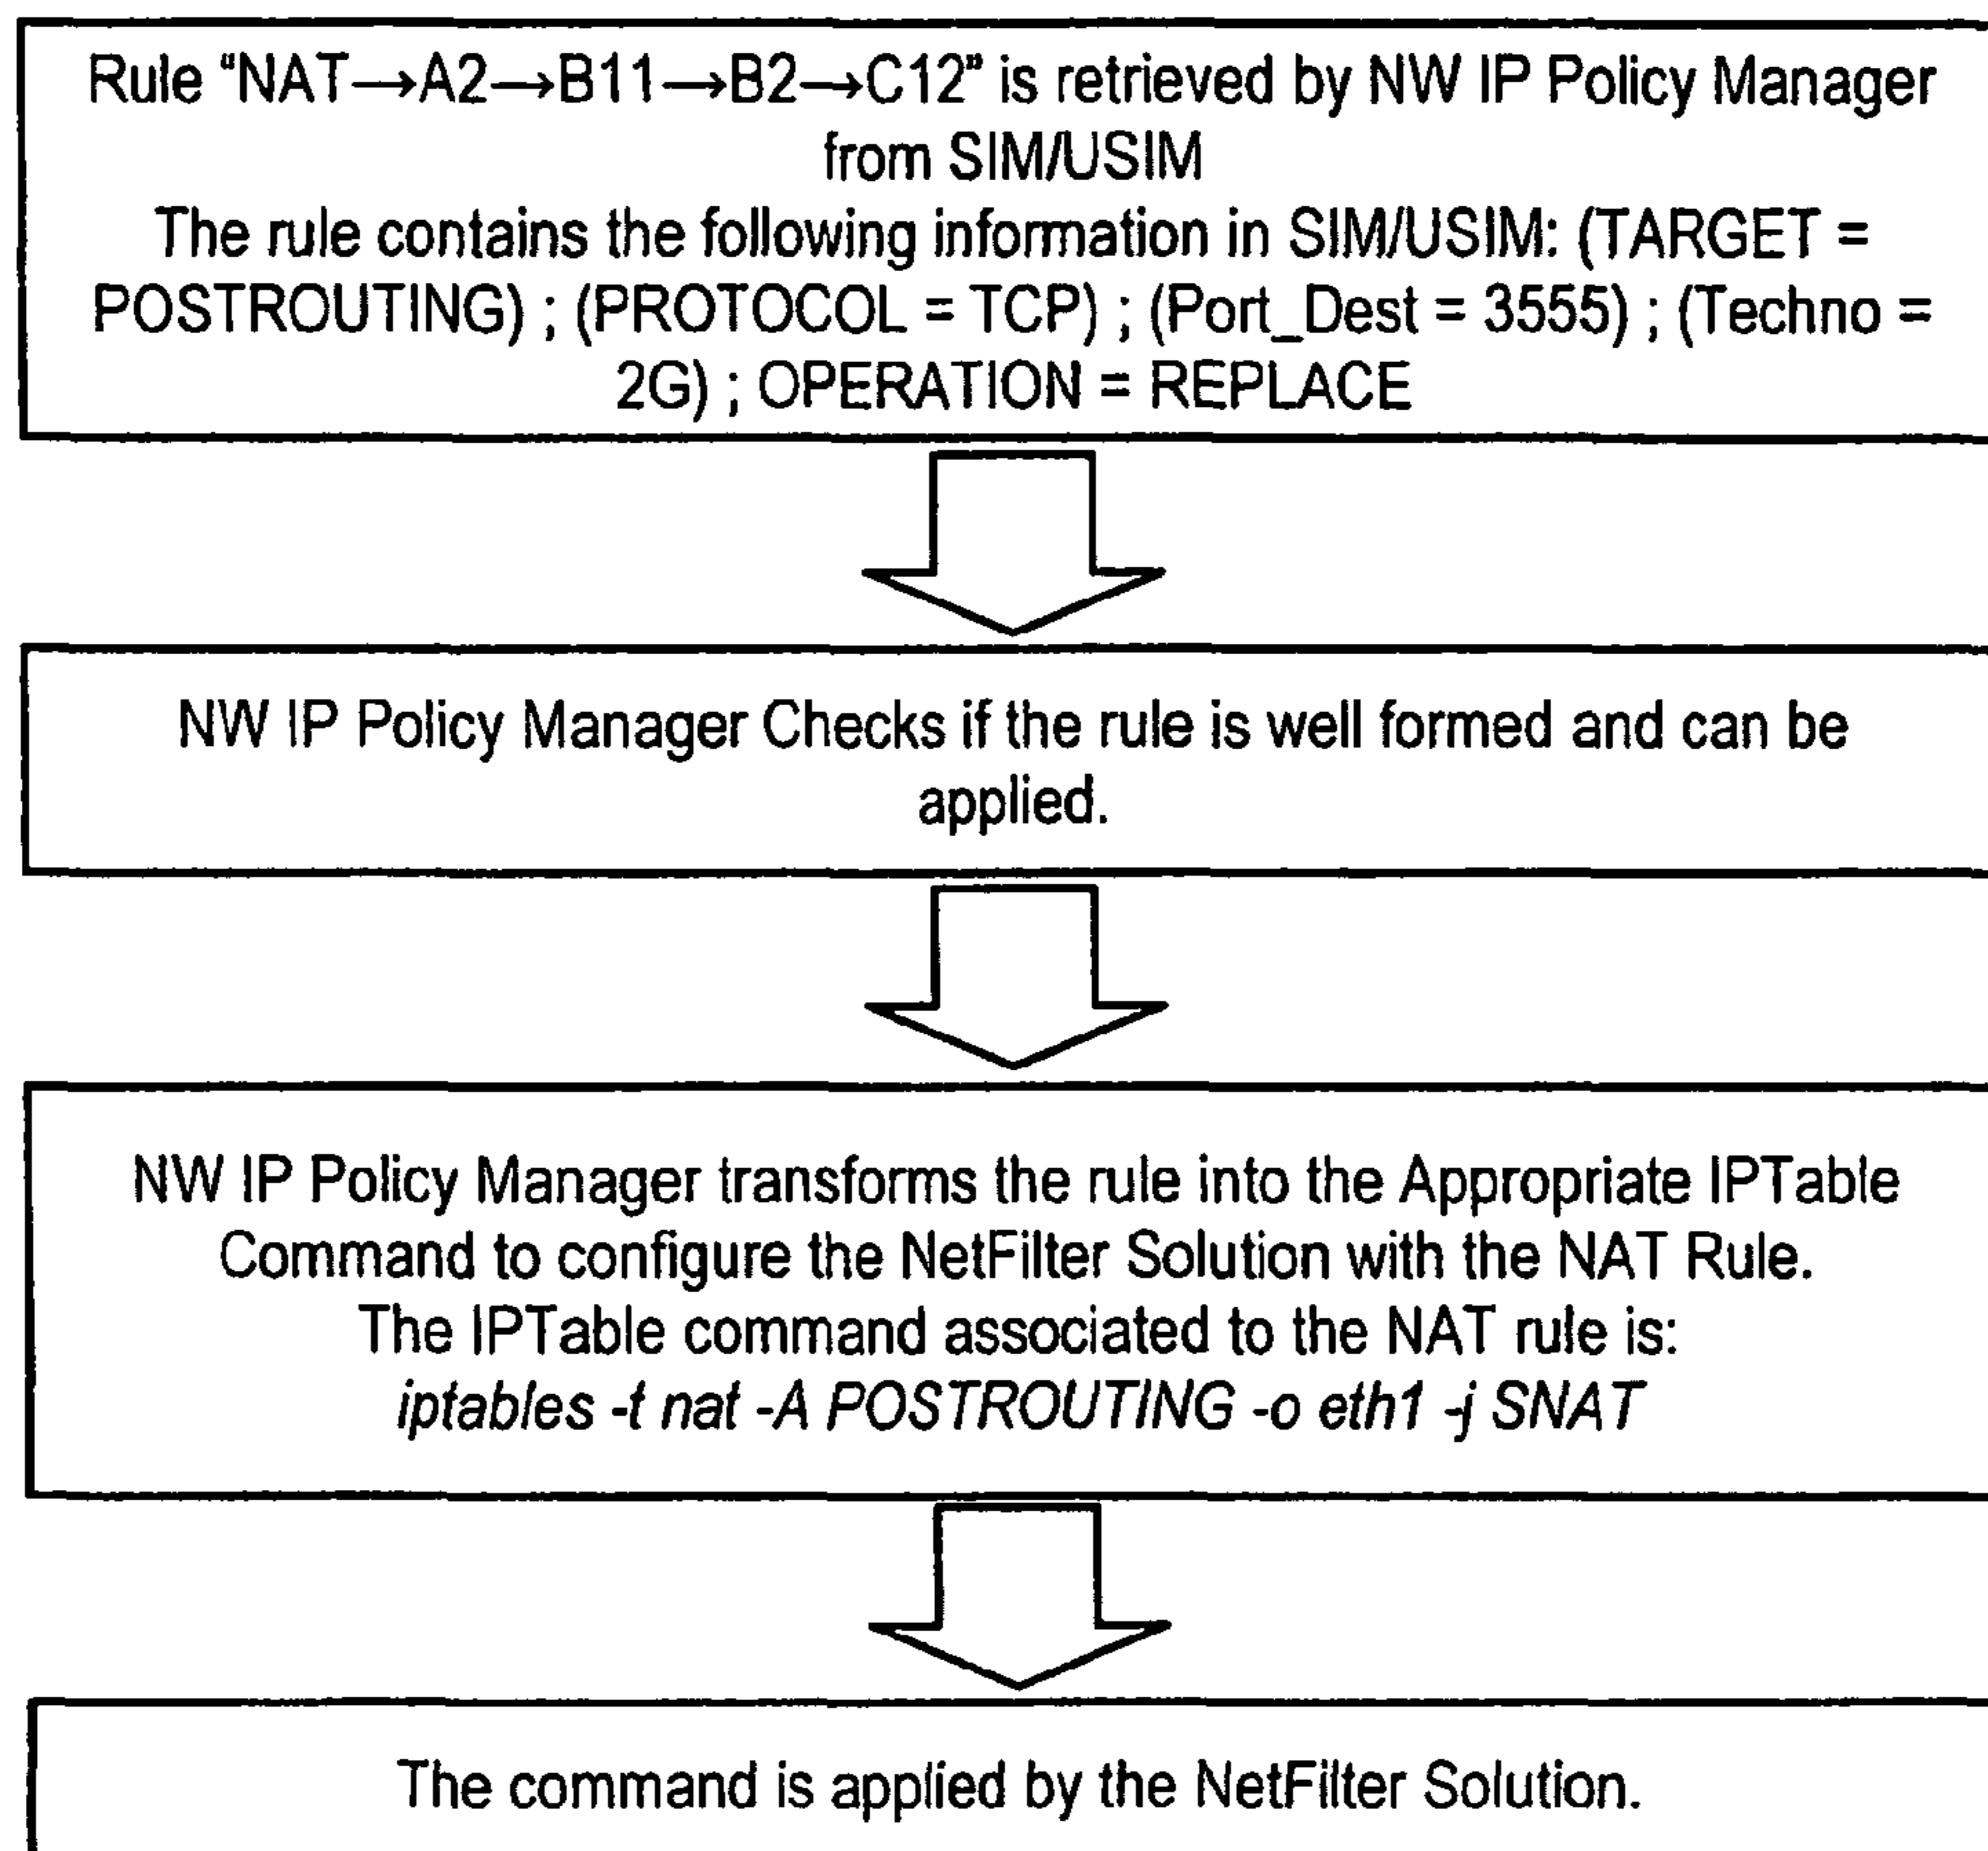 Rule “NAT→A2→B11→B2→C12” is retrieved by NW IP Policy Manager
from SIM/USIM
The rule contains the following information in SIM/USIM: (TARGET =
POSTROUTING) ; (PROTOCOL = TCP) ; (Port_Dest = 3555) ; (Techno =
2G) ; OPERATION = REPLACE
NW IP Policy Manager Checks if the rule is well formed and can be
applied.
NW IP Policy Manager transforms the rule into the Appropriate IPTable
Command to configure the NetFilter Solution with the NAT Rule.
The IPTable command associated to the NAT rule is:
iptables -t nat -A POSTROUTING -o eth1 -j SNAT
The command is applied by the NetFilter Solution.